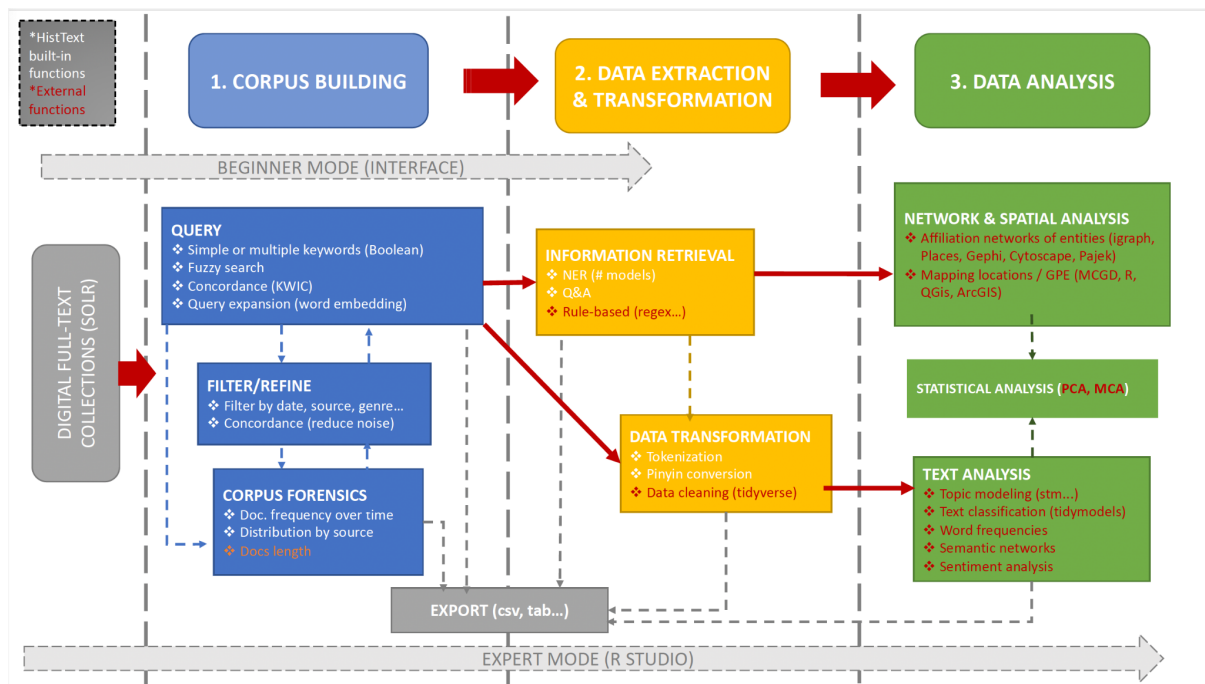 *HistText
built-in
functions
*External
functions
1. CORPUS BUILDING
2. DATA EXTRACTION
& TRANSFORMATION
3. DATA ANALYSIS
BEGINNER MODE (INTERFACE)
DIGITAL FULL-TEXT
COLLECTIONS (SOLR)
QUERY
❖ Simple or multiple keywords (Boolean)
❖ Fuzzy search
❖ Concordance (KWIC)
❖ Query expansion (word embedding)
FILTER/REFINE
❖ Filter by date, source, genre...
❖ Concordance (reduce noise)
CORPUS FORENSICS
❖ Doc. frequency over time
❖ Distribution by source
❖ Docs length
INFORMATION RETRIEVAL
❖ NER (# models)
❖ Q&A
❖ Rule-based (regex...)
DATA TRANSFORMATION
❖ Tokenization
❖ Pinyin conversion
❖ Data cleaning (tidyverse)
NETWORK & SPATIAL ANALYSIS
❖ Affiliation networks of entities (igraph,
Places, Gephi, Cytoscape, Pajek)
❖ Mapping locations / GPE (MCGD, R,
QGis, ArcGIS)
STATISTICAL ANALYSIS (PCA, MCA)
TEXT ANALYSIS
❖ Topic modeling (stm...)
❖ Text classification (tidymodels)
❖ Word frequencies
❖ Semantic networks
❖ Sentiment analysis
EXPORT (csv, tab...)
EXPERT MODE (R STUDIO)